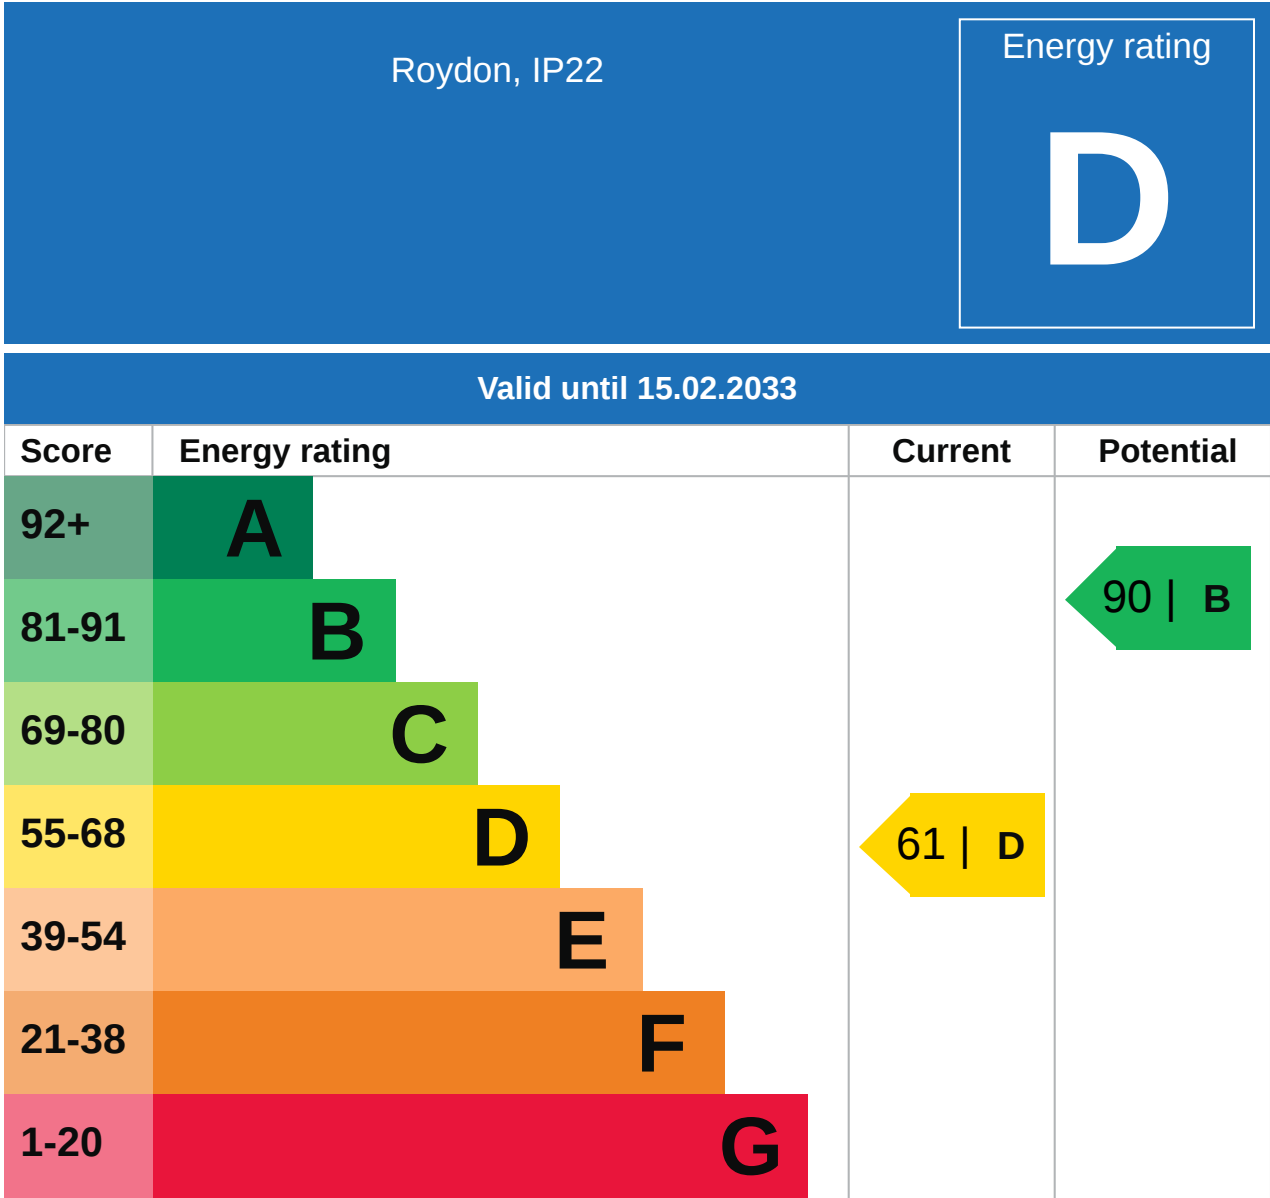 Roydon, IP22
Energy rating
D
Valid until 15.02.2033
Score Energy rating Current Potential
92+ A
81-91 B
90 | B
69-80 C
55-68 D
61 | D
39-54 E
21-38 F
1-20 G